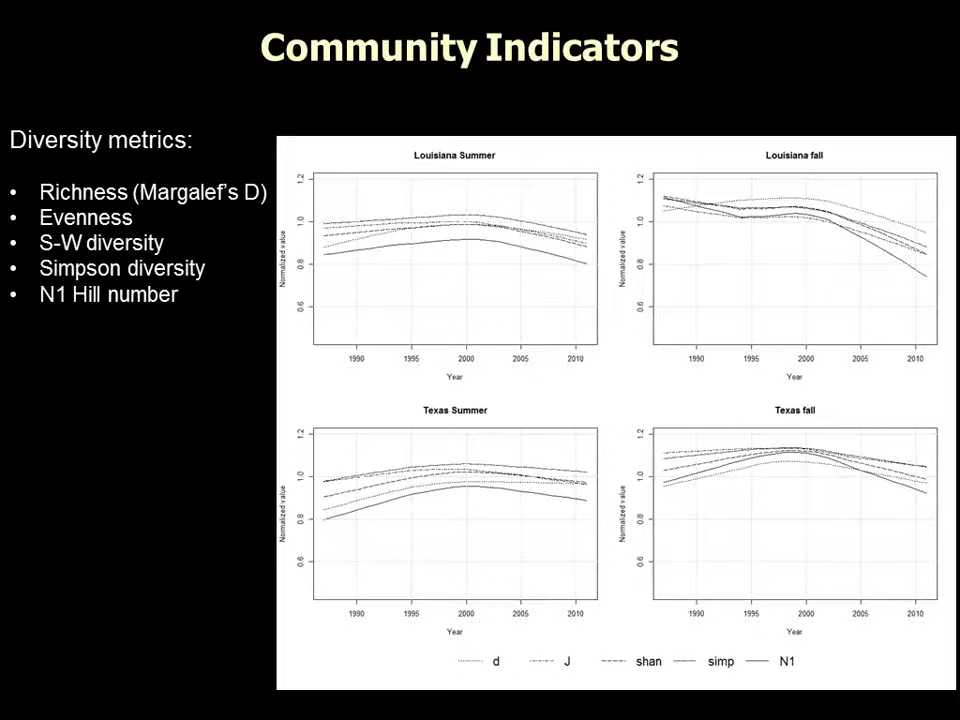 Community Indicators
Diversity metrics:
• Richness (Margalef's D)
• Evenness
• S-W diversity
• Simpson diversity
• N1 Hill number
Louisiana Summer
Normalized value
1.2
1.0
0.8
0.6
1990 1995 2000 2005 2010
Year
Louisiana fall
Normalized value
1.2
1.0
0.8
0.6
1990 1995 2000 2005 2010
Year
Texas Summer
Normalized value
1.2
1.0
0.8
0.6
1990 1995 2000 2005 2010
Year
Texas fall
Normalized value
1.2
1.0
0.8
0.6
1990 1995 2000 2005 2010
Year
d J shan simp N1